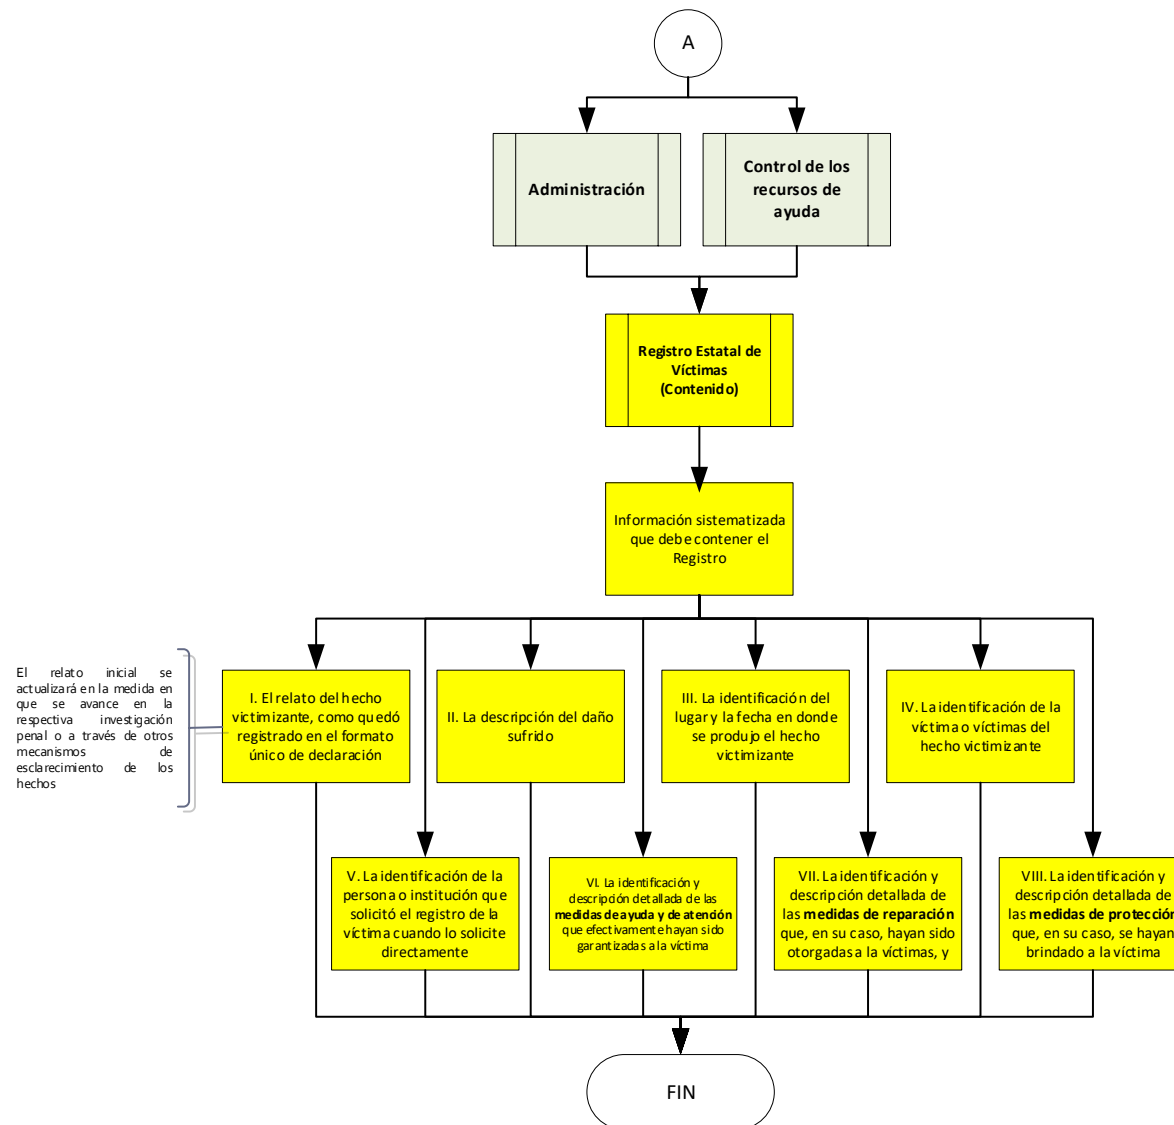 A
Administración
Control de los
recursos de
ayuda
Registro Estatal de
Víctimas
(Contenido)
Información sistematizada
que debe contener el
Registro
El relato inicial se
actualizará en la medida en
que se avance en la
respectiva investigación
penal o a través de otros
mecanismos de
esclarecimiento de los
hechos
I. El relato del hecho
victimizante, como quedó
registrado en el formato
único de declaración
II. La descripción del daño
sufrido
III. La identificación del
lugar y la fecha en donde
se produjo el hecho
victimizante
IV. La identificación de la
víctima o víctimas del
hecho victimizante
V. La identificación de la
persona o institución que
solicitó el registro de la
víctima cuando lo solicite
directamente
VI. La identificación y
descripción detallada de las
medidas de ayuda y de atención
que efectivamente hayan sido
garantizadas a la víctima
VII. La identificación y
descripción detallada de
las medidas de reparación
que, en su caso, hayan sido
otorgadas a la víctimas, y
VIII. La identificación y
descripción detallada de
las medidas de protección
que, en su caso, se hayan
brindado a la víctima
FIN